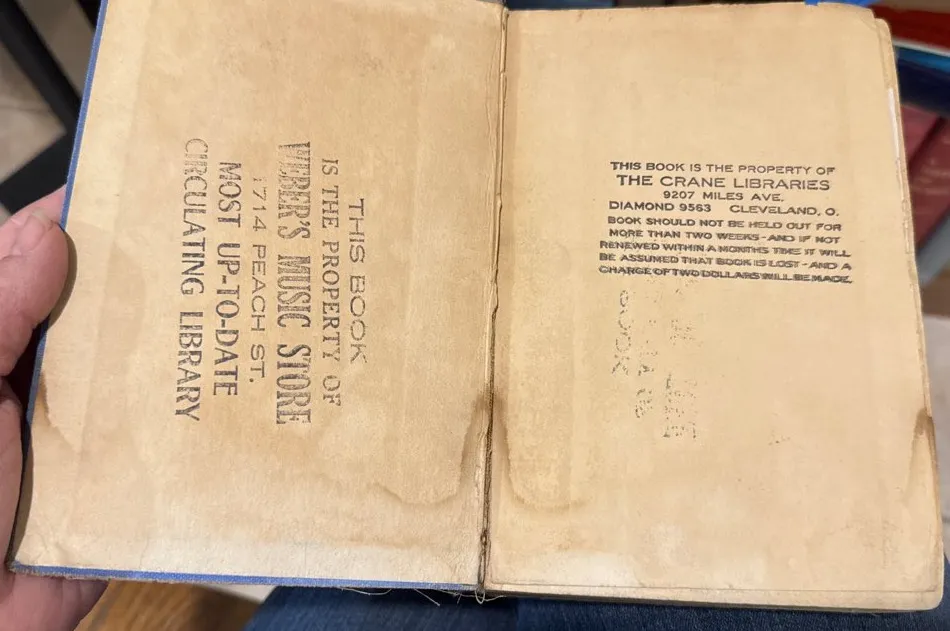 THIS BOOK
IS THE PROPERTY OF
WEBER'S MUSIC STORE
1714 PEACH ST.
MOST UP-TO-DATE
CIRCULATING LIBRARY
THIS BOOK IS THE PROPERTY OF
THE CRANE LIBRARIES
9207 MILES AVE.
DIAMOND 9563 CLEVELAND, O.
BOOK SHOULD NOT BE HELD OUT FOR
MORE THAN TWO WEEKS-AND IF NOT
RENEWED WITHIN A MONTHS TIME IT WILL
BE ASSUMED THAT BOOK IS LOST-AND A
CHARGE OF TWO DOLLARS WILL BE MADE.